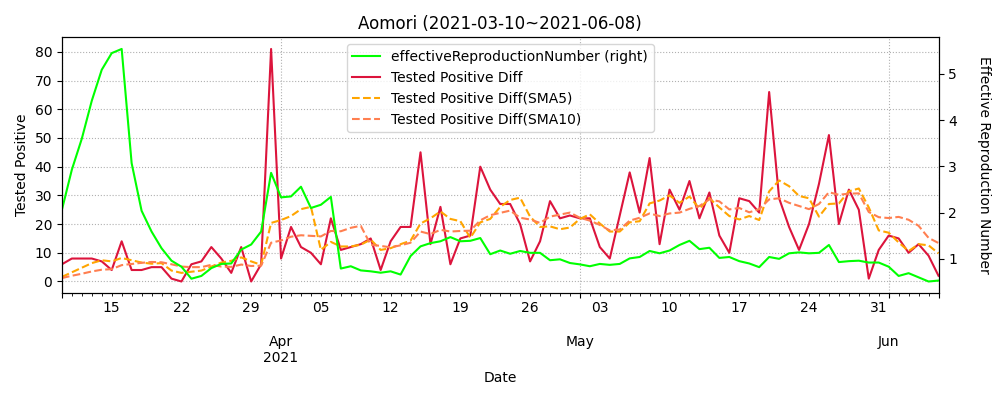 Aomori (2021-03-10~2021-06-08)
effectiveReproductionNumber (right)
Tested Positive Diff
Tested Positive Diff(SMA5)
Tested Positive Diff(SMA10)
Tested Positive
80
70
60
50
40
30
20
10
0
Effective Reproduction Number
5
4
3
2
1
15 22 29 05 12 19 26 03 10 17 24 31
Apr May Jun
2021
Date